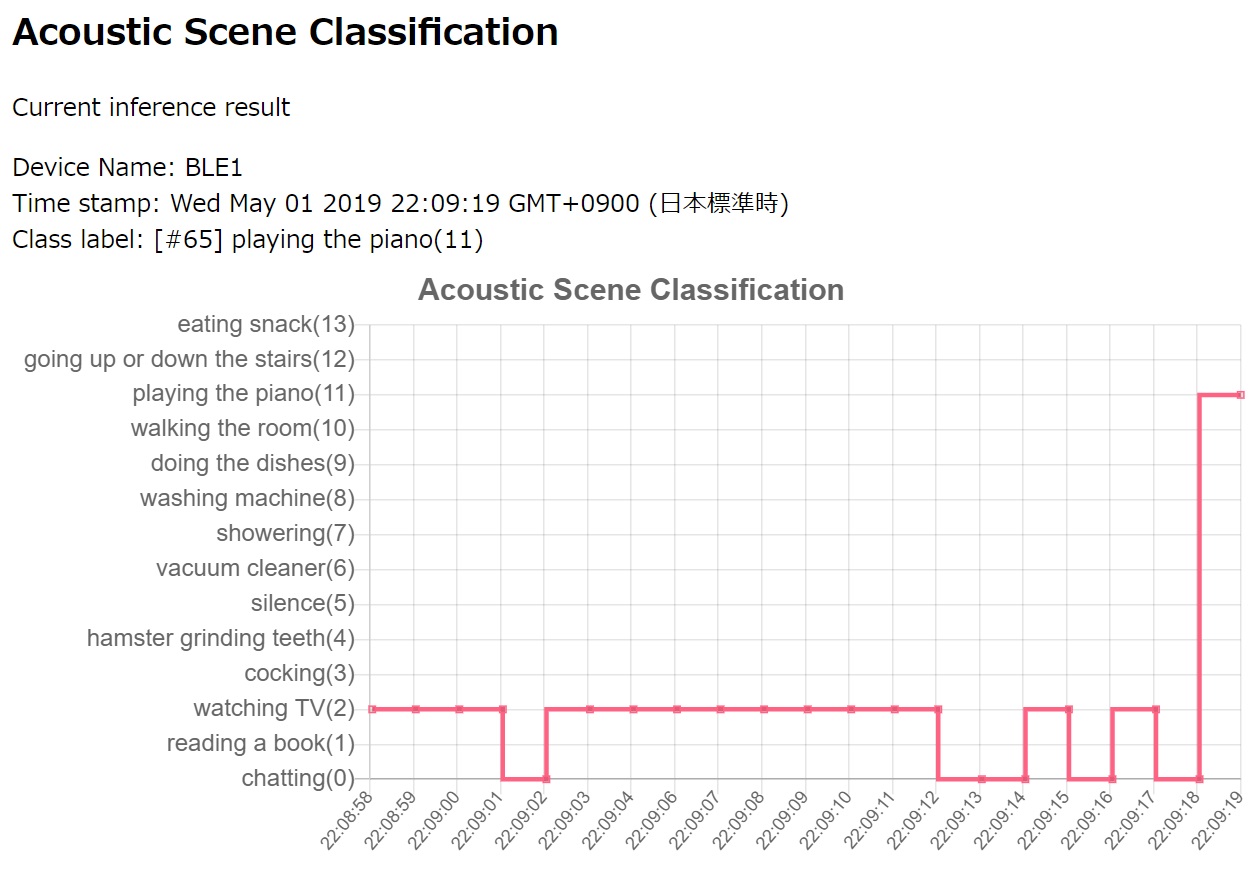 Acoustic Scene Classification
Current inference result
Device Name: BLE1
Time stamp: Wed May 01 2019 22:09:19 GMT+0900 (日本標準時)
Class label: [#65] playing the piano(11)
Acoustic Scene Classification
eating snack(13)
going up or down the stairs(12)
playing the piano(11)
walking the room(10)
doing the dishes(9)
washing machine(8)
showering(7)
vacuum cleaner(6)
silence(5)
hamster grinding teeth(4)
cocking(3)
watching TV(2)
reading a book(1)
chatting(0)
22:08:58
22:08:59
22:09:00
22:09:01
22:09:02
22:09:03
22:09:04
22:09:06
22:09:07
22:09:08
22:09:09
22:09:10
22:09:11
22:09:12
22:09:13
22:09:14
22:09:15
22:09:16
22:09:17
22:09:18
22:09:19